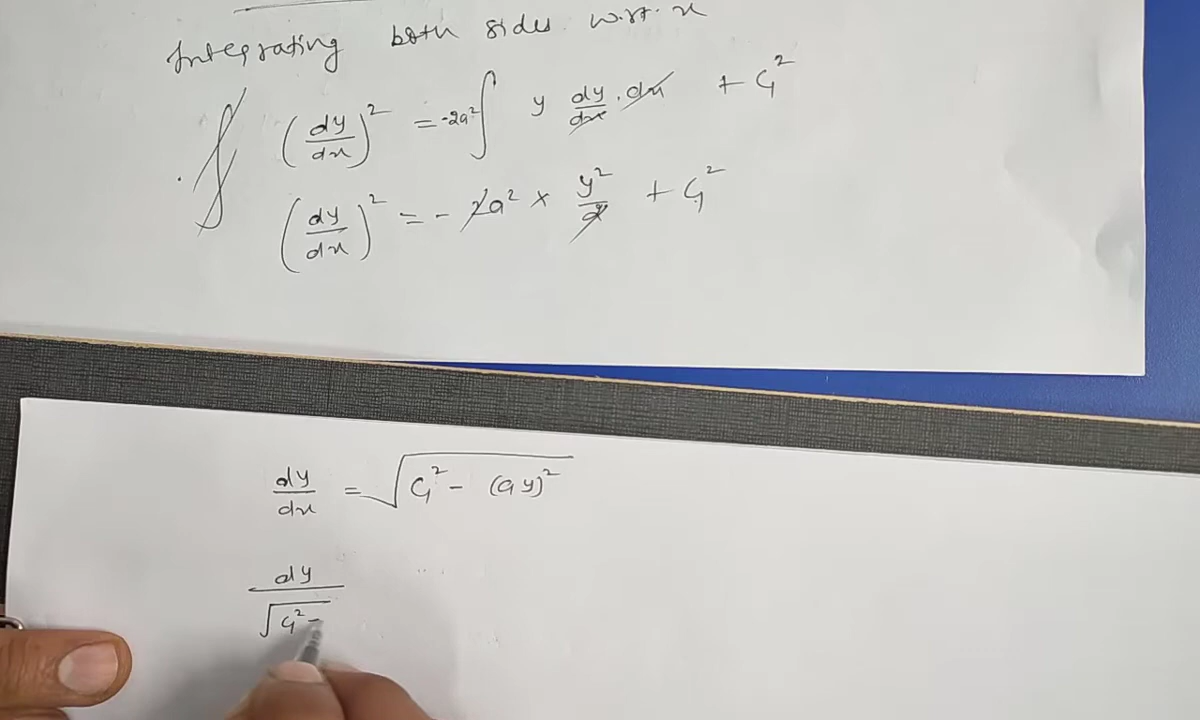 Integrating both sides w.r.t. x
∫ (dy/dx)² = -2a² ∫ y dy/dx . dx + C₁²
(dy/dx)² = - 2a² × y²/2 + C₁²
dy/dx = √(C₁² - (ay)²)
dy/√(C₁² -